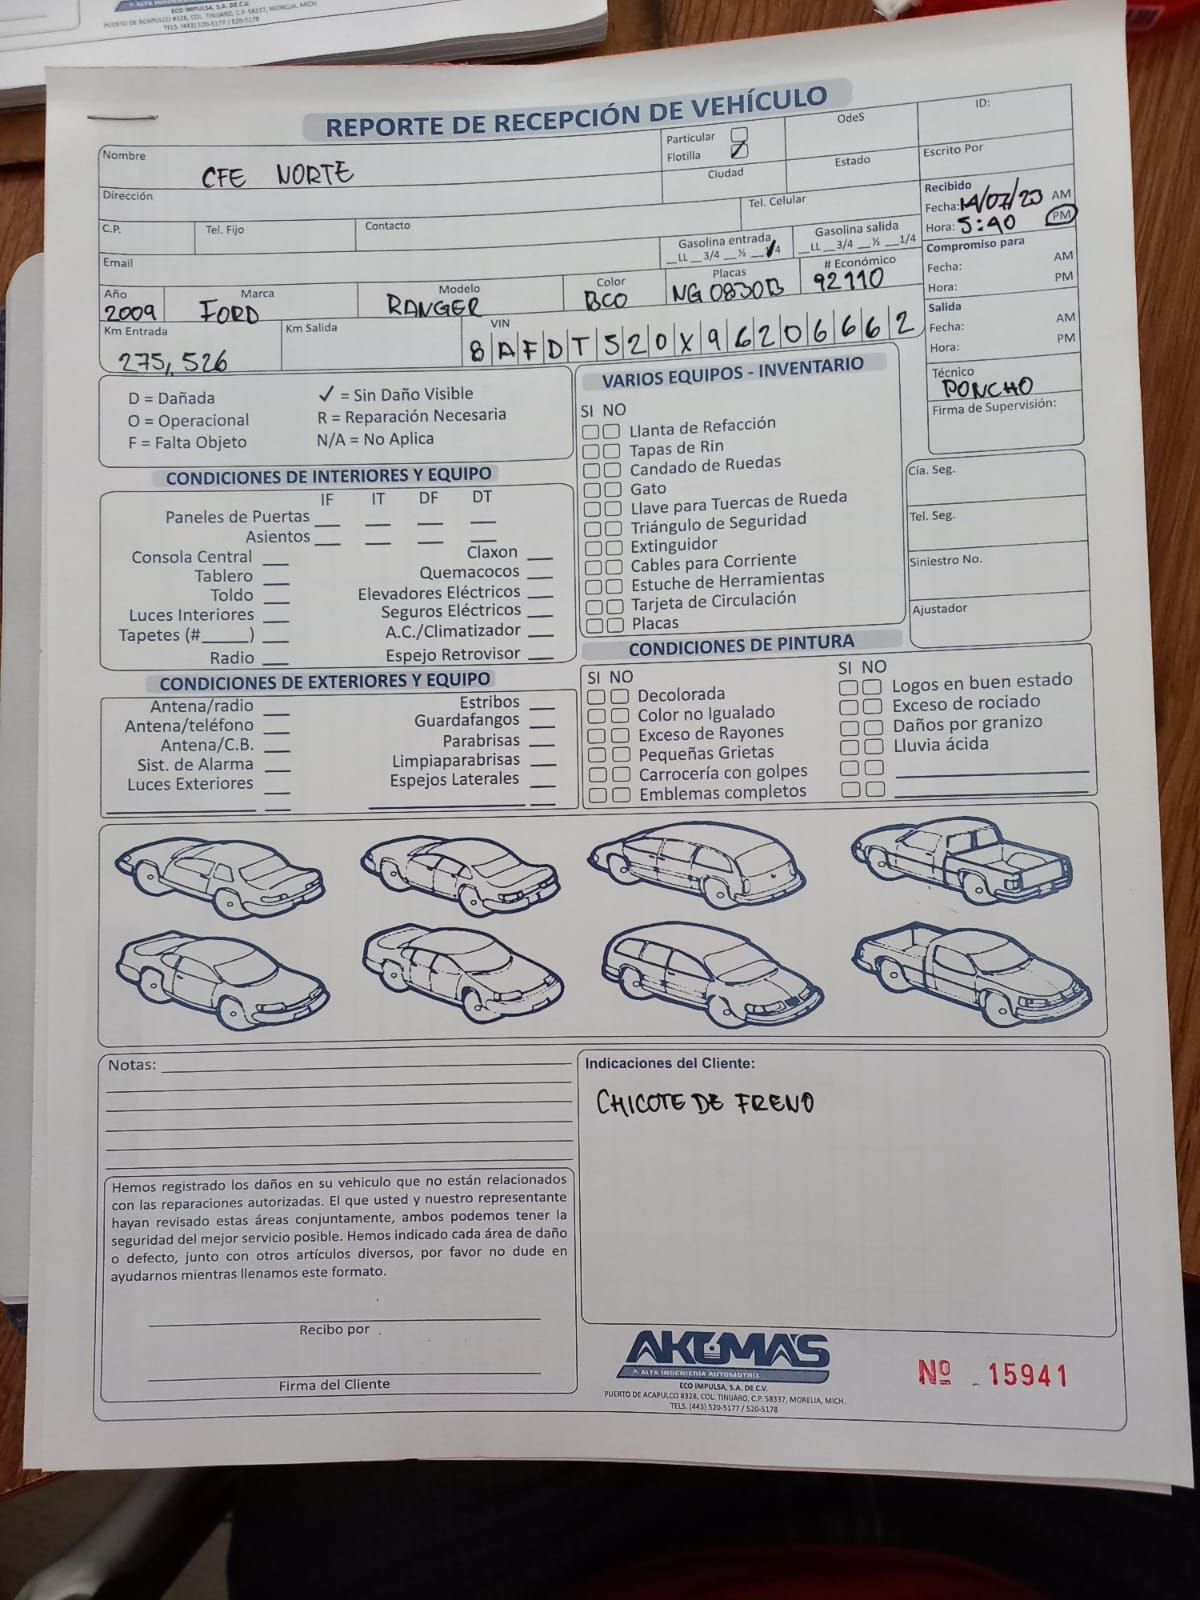 ECO IMPULSA, S.A. DE C.V.
PUERTO DE ACAPULCO #328, COL. TINIJARO, C.P. 58337, MORELIA, MICH.
TELS. (443) 520-5177 / 520-5178
REPORTE DE RECEPCIÓN DE VEHÍCULO
Nombre CFE NORTE
Particular
Flotilla
OdeS
ID:
Dirección
Ciudad
Estado
Escrito Por
C.P.
Tel. Fijo
Contacto
Tel. Celular
Recibido
Fecha: 14/07/23 AM
Hora: 5:40 PM
Email
Gasolina entrada
__LL __3/4 __½ __1/4
Gasolina salida
__LL __3/4 __½ __1/4
Compromiso para
Fecha: AM
Hora: PM
Año 2009
Marca FORD
Modelo RANGER
Color BCO
Placas NG0830B
# Económico 92110
Km Entrada 275,526
Km Salida
VIN 8AFDT520X96206662
Salida
Fecha: AM
Hora: PM
Técnico
PONCHO
Firma de Supervisión:
D = Dañada
O = Operacional
F = Falta Objeto
✓ = Sin Daño Visible
R = Reparación Necesaria
N/A = No Aplica
VARIOS EQUIPOS - INVENTARIO
SI NO
Llanta de Refacción
Tapas de Rin
Candado de Ruedas
Gato
Llave para Tuercas de Rueda
Triángulo de Seguridad
Extinguidor
Cables para Corriente
Estuche de Herramientas
Tarjeta de Circulación
Placas
Cía. Seg.
Tel. Seg.
Siniestro No.
Ajustador
CONDICIONES DE INTERIORES Y EQUIPO
IF IT DF DT
Paneles de Puertas
Asientos
Consola Central
Tablero
Toldo
Luces Interiores
Tapetes (#_____)
Radio
Claxon
Quemacocos
Elevadores Eléctricos
Seguros Eléctricos
A.C./Climatizador
Espejo Retrovisor
CONDICIONES DE EXTERIORES Y EQUIPO
Antena/radio
Antena/teléfono
Antena/C.B.
Sist. de Alarma
Luces Exteriores
Estribos
Guardafangos
Parabrisas
Limpiaparabrisas
Espejos Laterales
CONDICIONES DE PINTURA
SI NO
Decolorada
Color no Igualado
Exceso de Rayones
Pequeñas Grietas
Carrocería con golpes
Emblemas completos
SI NO
Logos en buen estado
Exceso de rociado
Daños por granizo
Lluvia ácida
Notas:
Indicaciones del Cliente:
CHICOTE DE FRENO
Hemos registrado los daños en su vehiculo que no están relacionados
con las reparaciones autorizadas. El que usted y nuestro representante
hayan revisado estas áreas conjuntamente, ambos podemos tener la
seguridad del mejor servicio posible. Hemos indicado cada área de daño
o defecto, junto con otros artículos diversos, por favor no dude en
ayudarnos mientras llenamos este formato.
Recibo por
Firma del Cliente
AKUMA'S
ALTA INGENIERÍA AUTOMOTRIZ
ECO IMPULSA, S.A. DE C.V.
PUERTO DE ACAPULCO #328, COL. TINIJARO, C.P. 58337, MORELIA, MICH.
TELS. (443) 520-5177 / 520-5178
Nº 15941